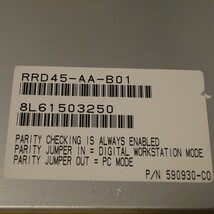 RRD45-AA-B01
8L61503250
PARITY CHECKING IS ALWAYS ENABLED
PARITY JUMPER IN = DIGITAL WORKSTATION MODE
PARITY JUMPER OUT = PC MODE
P/N 590930-C0